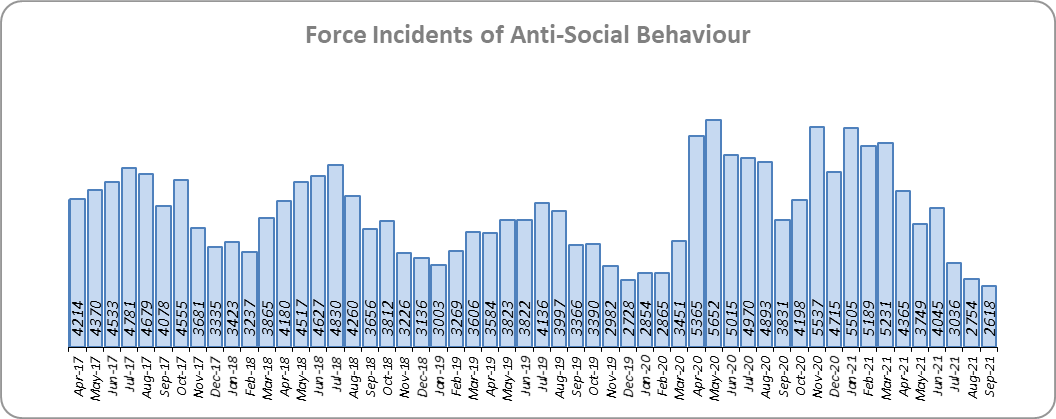 Force Incidents of Anti-Social Behaviour
4214
4370
4533
4781
4679
4078
4555
3681
3335
3423
3237
3865
4180
4517
4627
4830
4260
3656
3812
3226
3136
3003
3269
3606
3584
3823
3822
4136
3997
3366
3390
2982
2728
2854
2865
3451
5365
5652
5015
4970
4893
3831
4198
5537
4715
5505
5189
5231
4365
3749
4045
3036
2754
2618
Apr-17
May-17
Jun-17
Jul-17
Aug-17
Sep-17
Oct-17
Nov-17
Dec-17
Jan-18
Feb-18
Mar-18
Apr-18
May-18
Jun-18
Jul-18
Aug-18
Sep-18
Oct-18
Nov-18
Dec-18
Jan-19
Feb-19
Mar-19
Apr-19
May-19
Jun-19
Jul-19
Aug-19
Sep-19
Oct-19
Nov-19
Dec-19
Jan-20
Feb-20
Mar-20
Apr-20
May-20
Jun-20
Jul-20
Aug-20
Sep-20
Oct-20
Nov-20
Dec-20
Jan-21
Feb-21
Mar-21
Apr-21
May-21
Jun-21
Jul-21
Aug-21
Sep-21